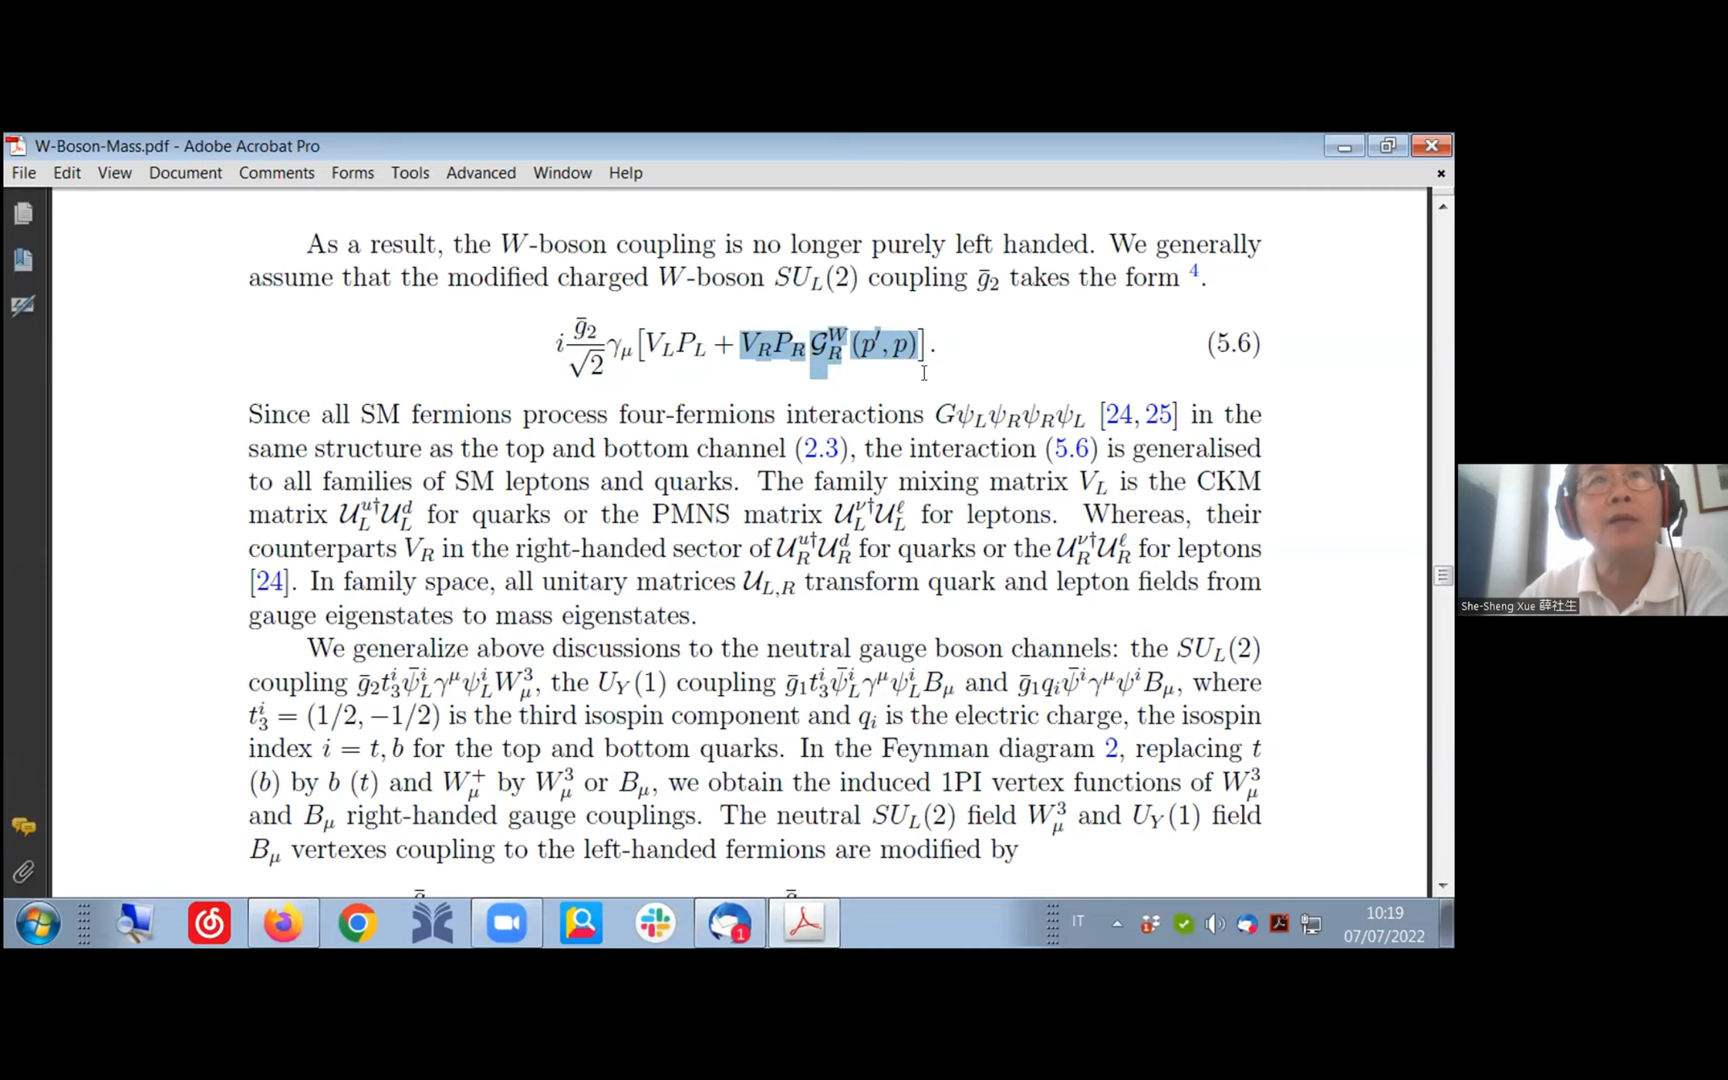 W-Boson-Mass.pdf - Adobe Acrobat Pro
File Edit View Document Comments Forms Tools Advanced Window Help
As a result, the W-boson coupling is no longer purely left handed. We generally
assume that the modified charged W-boson SU_L(2) coupling ḡ₂ takes the form ⁴.
i ḡ₂/√2 γ_μ [V_L P_L + V_R P_R 𝒢_R^W (p′, p)]. (5.6)
Since all SM fermions process four-fermions interactions Gψ_Lψ_Rψ_Rψ_L [24, 25] in the
same structure as the top and bottom channel (2.3), the interaction (5.6) is generalised
to all families of SM leptons and quarks. The family mixing matrix V_L is the CKM
matrix 𝒰_L^{u†}𝒰_L^d for quarks or the PMNS matrix 𝒰_L^{ν†}𝒰_L^ℓ for leptons. Whereas, their
counterparts V_R in the right-handed sector of 𝒰_R^{u†}𝒰_R^d for quarks or the 𝒰_R^{ν†}𝒰_R^ℓ for leptons
[24]. In family space, all unitary matrices 𝒰_{L,R} transform quark and lepton fields from
gauge eigenstates to mass eigenstates.
We generalize above discussions to the neutral gauge boson channels: the SU_L(2)
coupling ḡ₂t₃^i ψ̄_L^i γ^μ ψ_L^i W_μ^3, the U_Y(1) coupling ḡ₁t₃^i ψ̄_L^i γ^μ ψ_L^i B_μ and ḡ₁q_i ψ̄^i γ^μ ψ^i B_μ, where
t₃^i = (1/2, −1/2) is the third isospin component and q_i is the electric charge, the isospin
index i = t, b for the top and bottom quarks. In the Feynman diagram 2, replacing t
(b) by b (t) and W_μ^+ by W_μ^3 or B_μ, we obtain the induced 1PI vertex functions of W_μ^3
and B_μ right-handed gauge couplings. The neutral SU_L(2) field W_μ^3 and U_Y(1) field
B_μ vertexes coupling to the left-handed fermions are modified by
She-Sheng Xue 薛社生
1
IT
10:19
07/07/2022